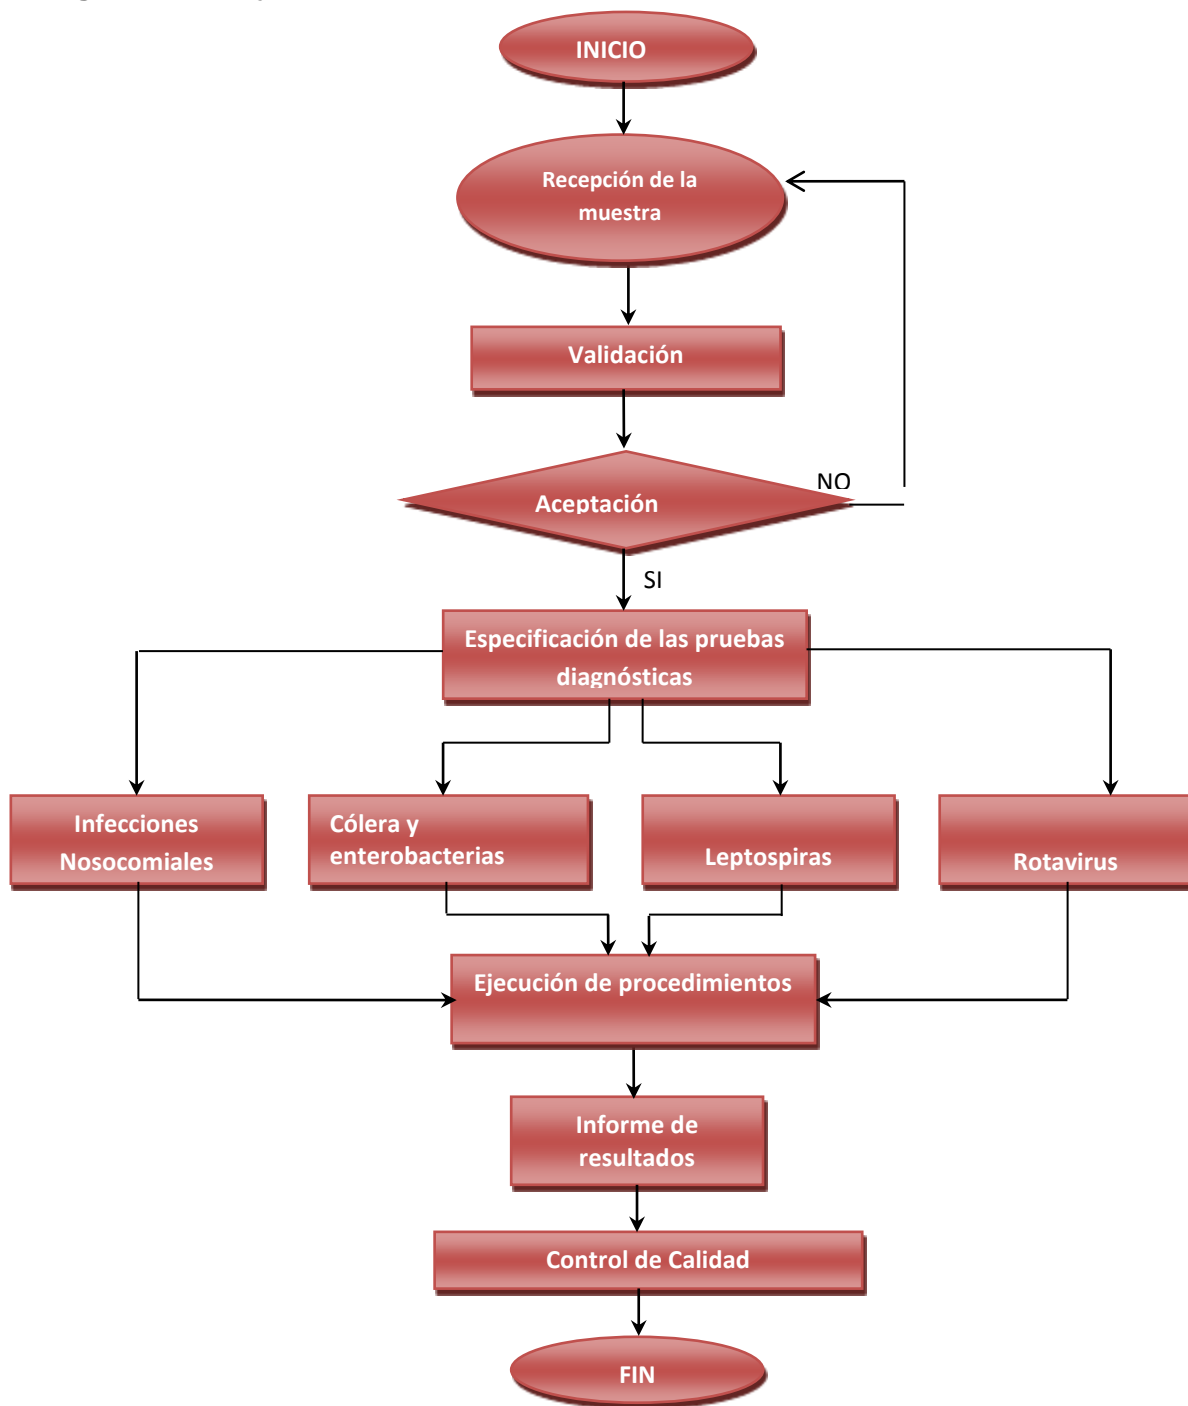 INICIO
Recepción de la
muestra
Validación
Aceptación
NO
SI
Especificación de las pruebas
diagnósticas
Infecciones
Nosocomiales
Cólera y
enterobacterias
Leptospiras
Rotavirus
Ejecución de procedimientos
Informe de
resultados
Control de Calidad
FIN